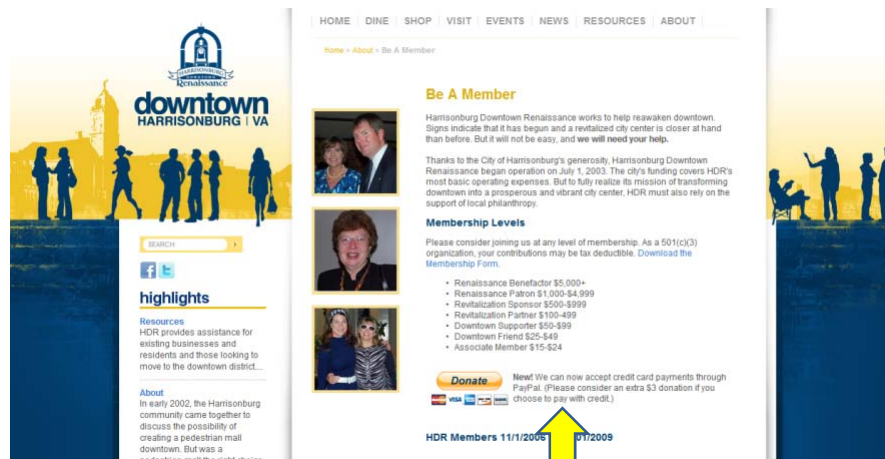 HOME DINE SHOP VISIT EVENTS NEWS RESOURCES ABOUT
Home » About » Be A Member
HARRISONBURG
Renaissance
downtown
HARRISONBURG | VA
SEARCH
highlights
Resources
HDR provides assistance for
existing businesses and
residents and those looking to
move to the downtown district...
About
In early 2002, the Harrisonburg
community came together to
discuss the possibility of
creating a pedestrian mall
downtown. But was a
pedestrian mall the right choice
Be A Member
Harrisonburg Downtown Renaissance works to help reawaken downtown.
Signs indicate that it has begun and a revitalized city center is closer at hand
than before. But it will not be easy, and we will need your help.
Thanks to the City of Harrisonburg's generosity, Harrisonburg Downtown
Renaissance began operation on July 1, 2003. The city's funding covers HDR's
most basic operating expenses. But to fully realize its mission of transforming
downtown into a prosperous and vibrant city center, HDR must also rely on the
support of local philanthropy.
Membership Levels
Please consider joining us at any level of membership. As a 501(c)(3)
organization, your contributions may be tax deductible. Download the
Membership Form.
• Renaissance Benefactor $5,000+
• Renaissance Patron $1,000-$4,999
• Revitalization Sponsor $500-$999
• Revitalization Partner $100-499
• Downtown Supporter $50-$99
• Downtown Friend $25-$49
• Associate Member $15-$24
Donate
VISA
New! We can now accept credit card payments through
PayPal. (Please consider an extra $3 donation if you
choose to pay with credit.)
HDR Members 11/1/2006 01/2009